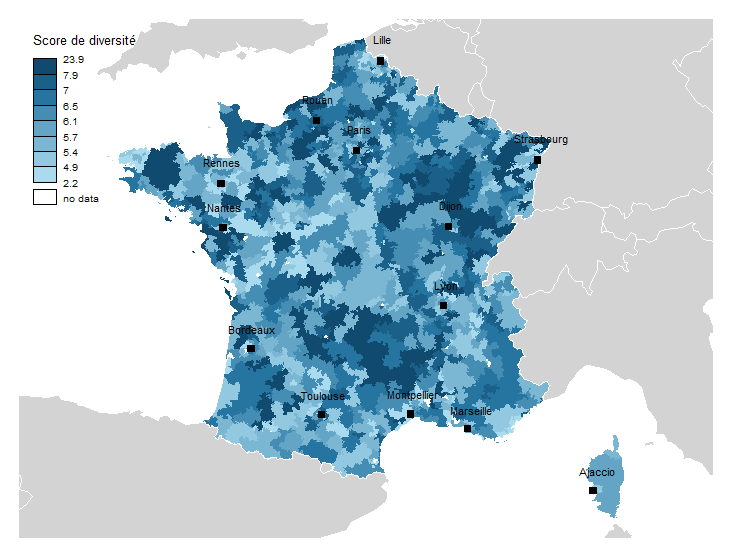 Score de diversité
23.9
7.9
7
6.5
6.1
5.7
5.4
4.9
2.2
no data
Lille
Rouen
Paris
Strasbourg
Rennes
Nantes
Dijon
Lyon
Bordeaux
Toulouse
Montpellier
Marseille
Ajaccio